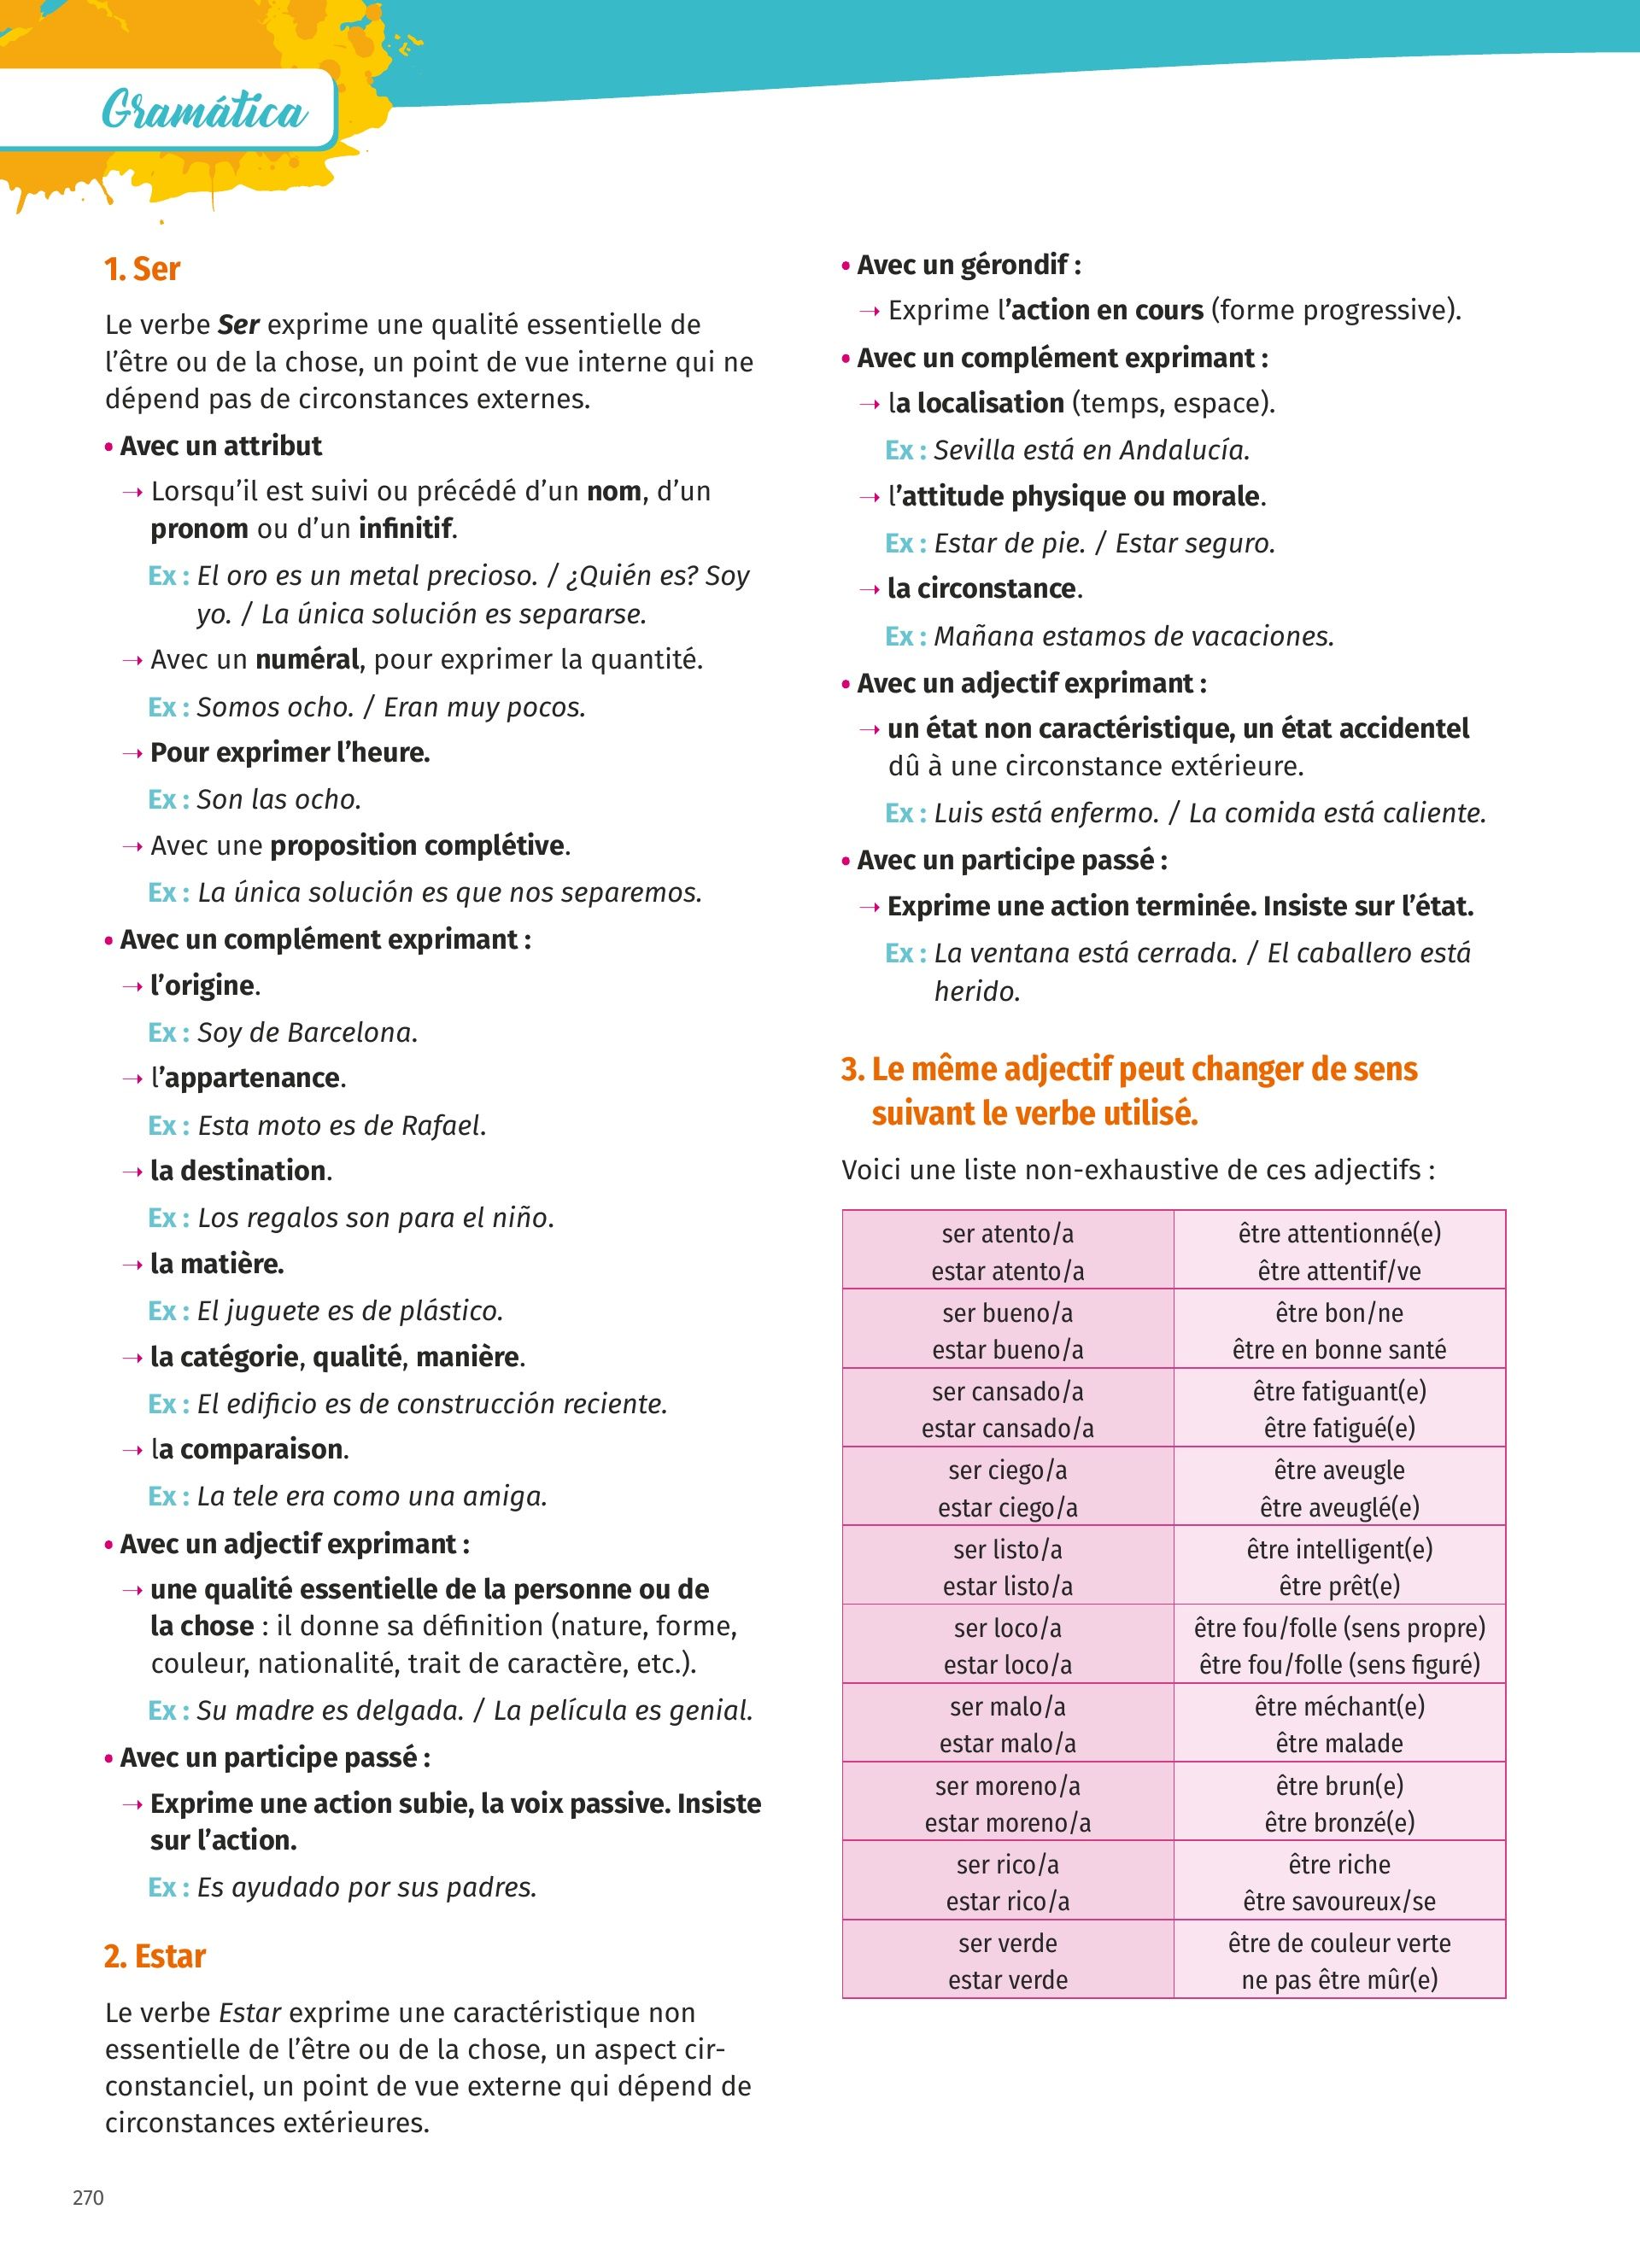 Gramática
1. Ser
Le verbe Ser exprime une qualité essentielle de
l’être ou de la chose, un point de vue interne qui ne
dépend pas de circonstances externes.
• Avec un attribut
→ Lorsqu’il est suivi ou précédé d’un nom, d’un
pronom ou d’un infinitif.
Ex : El oro es un metal precioso. / ¿Quién es? Soy
yo. / La única solución es separarse.
→ Avec un numéral, pour exprimer la quantité.
Ex : Somos ocho. / Eran muy pocos.
→ Pour exprimer l’heure.
Ex : Son las ocho.
→ Avec une proposition complétive.
Ex : La única solución es que nos separemos.
• Avec un complément exprimant :
→ l’origine.
Ex : Soy de Barcelona.
→ l’appartenance.
Ex : Esta moto es de Rafael.
→ la destination.
Ex : Los regalos son para el niño.
→ la matière.
Ex : El juguete es de plástico.
→ la catégorie, qualité, manière.
Ex : El edificio es de construcción reciente.
→ la comparaison.
Ex : La tele era como una amiga.
• Avec un adjectif exprimant :
→ une qualité essentielle de la personne ou de
la chose : il donne sa définition (nature, forme,
couleur, nationalité, trait de caractère, etc.).
Ex : Su madre es delgada. / La película es genial.
• Avec un participe passé :
→ Exprime une action subie, la voix passive. Insiste
sur l’action.
Ex : Es ayudado por sus padres.
2. Estar
Le verbe Estar exprime une caractéristique non
essentielle de l’être ou de la chose, un aspect cir-
constanciel, un point de vue externe qui dépend de
circonstances extérieures.
• Avec un gérondif :
→ Exprime l’action en cours (forme progressive).
• Avec un complément exprimant :
→ la localisation (temps, espace).
Ex : Sevilla está en Andalucía.
→ l’attitude physique ou morale.
Ex : Estar de pie. / Estar seguro.
→ la circonstance.
Ex : Mañana estamos de vacaciones.
• Avec un adjectif exprimant :
→ un état non caractéristique, un état accidentel
dû à une circonstance extérieure.
Ex : Luis está enfermo. / La comida está caliente.
• Avec un participe passé :
→ Exprime une action terminée. Insiste sur l’état.
Ex : La ventana está cerrada. / El caballero está
herido.
3. Le même adjectif peut changer de sens
suivant le verbe utilisé.
Voici une liste non-exhaustive de ces adjectifs :
ser atento/a être attentionné(e)
estar atento/a être attentif/ve
ser bueno/a être bon/ne
estar bueno/a être en bonne santé
ser cansado/a être fatiguant(e)
estar cansado/a être fatigué(e)
ser ciego/a être aveugle
estar ciego/a être aveuglé(e)
ser listo/a être intelligent(e)
estar listo/a être prêt(e)
ser loco/a être fou/folle (sens propre)
estar loco/a être fou/folle (sens figuré)
ser malo/a être méchant(e)
estar malo/a être malade
ser moreno/a être brun(e)
estar moreno/a être bronzé(e)
ser rico/a être riche
estar rico/a être savoureux/se
ser verde être de couleur verte
estar verde ne pas être mûr(e)
270